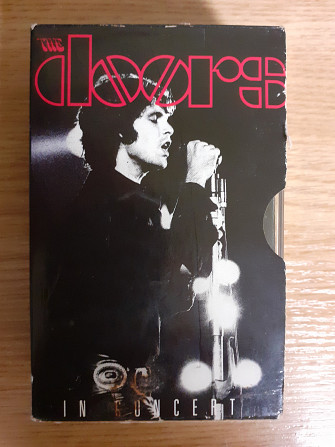 THE
doors
IN CONCERT